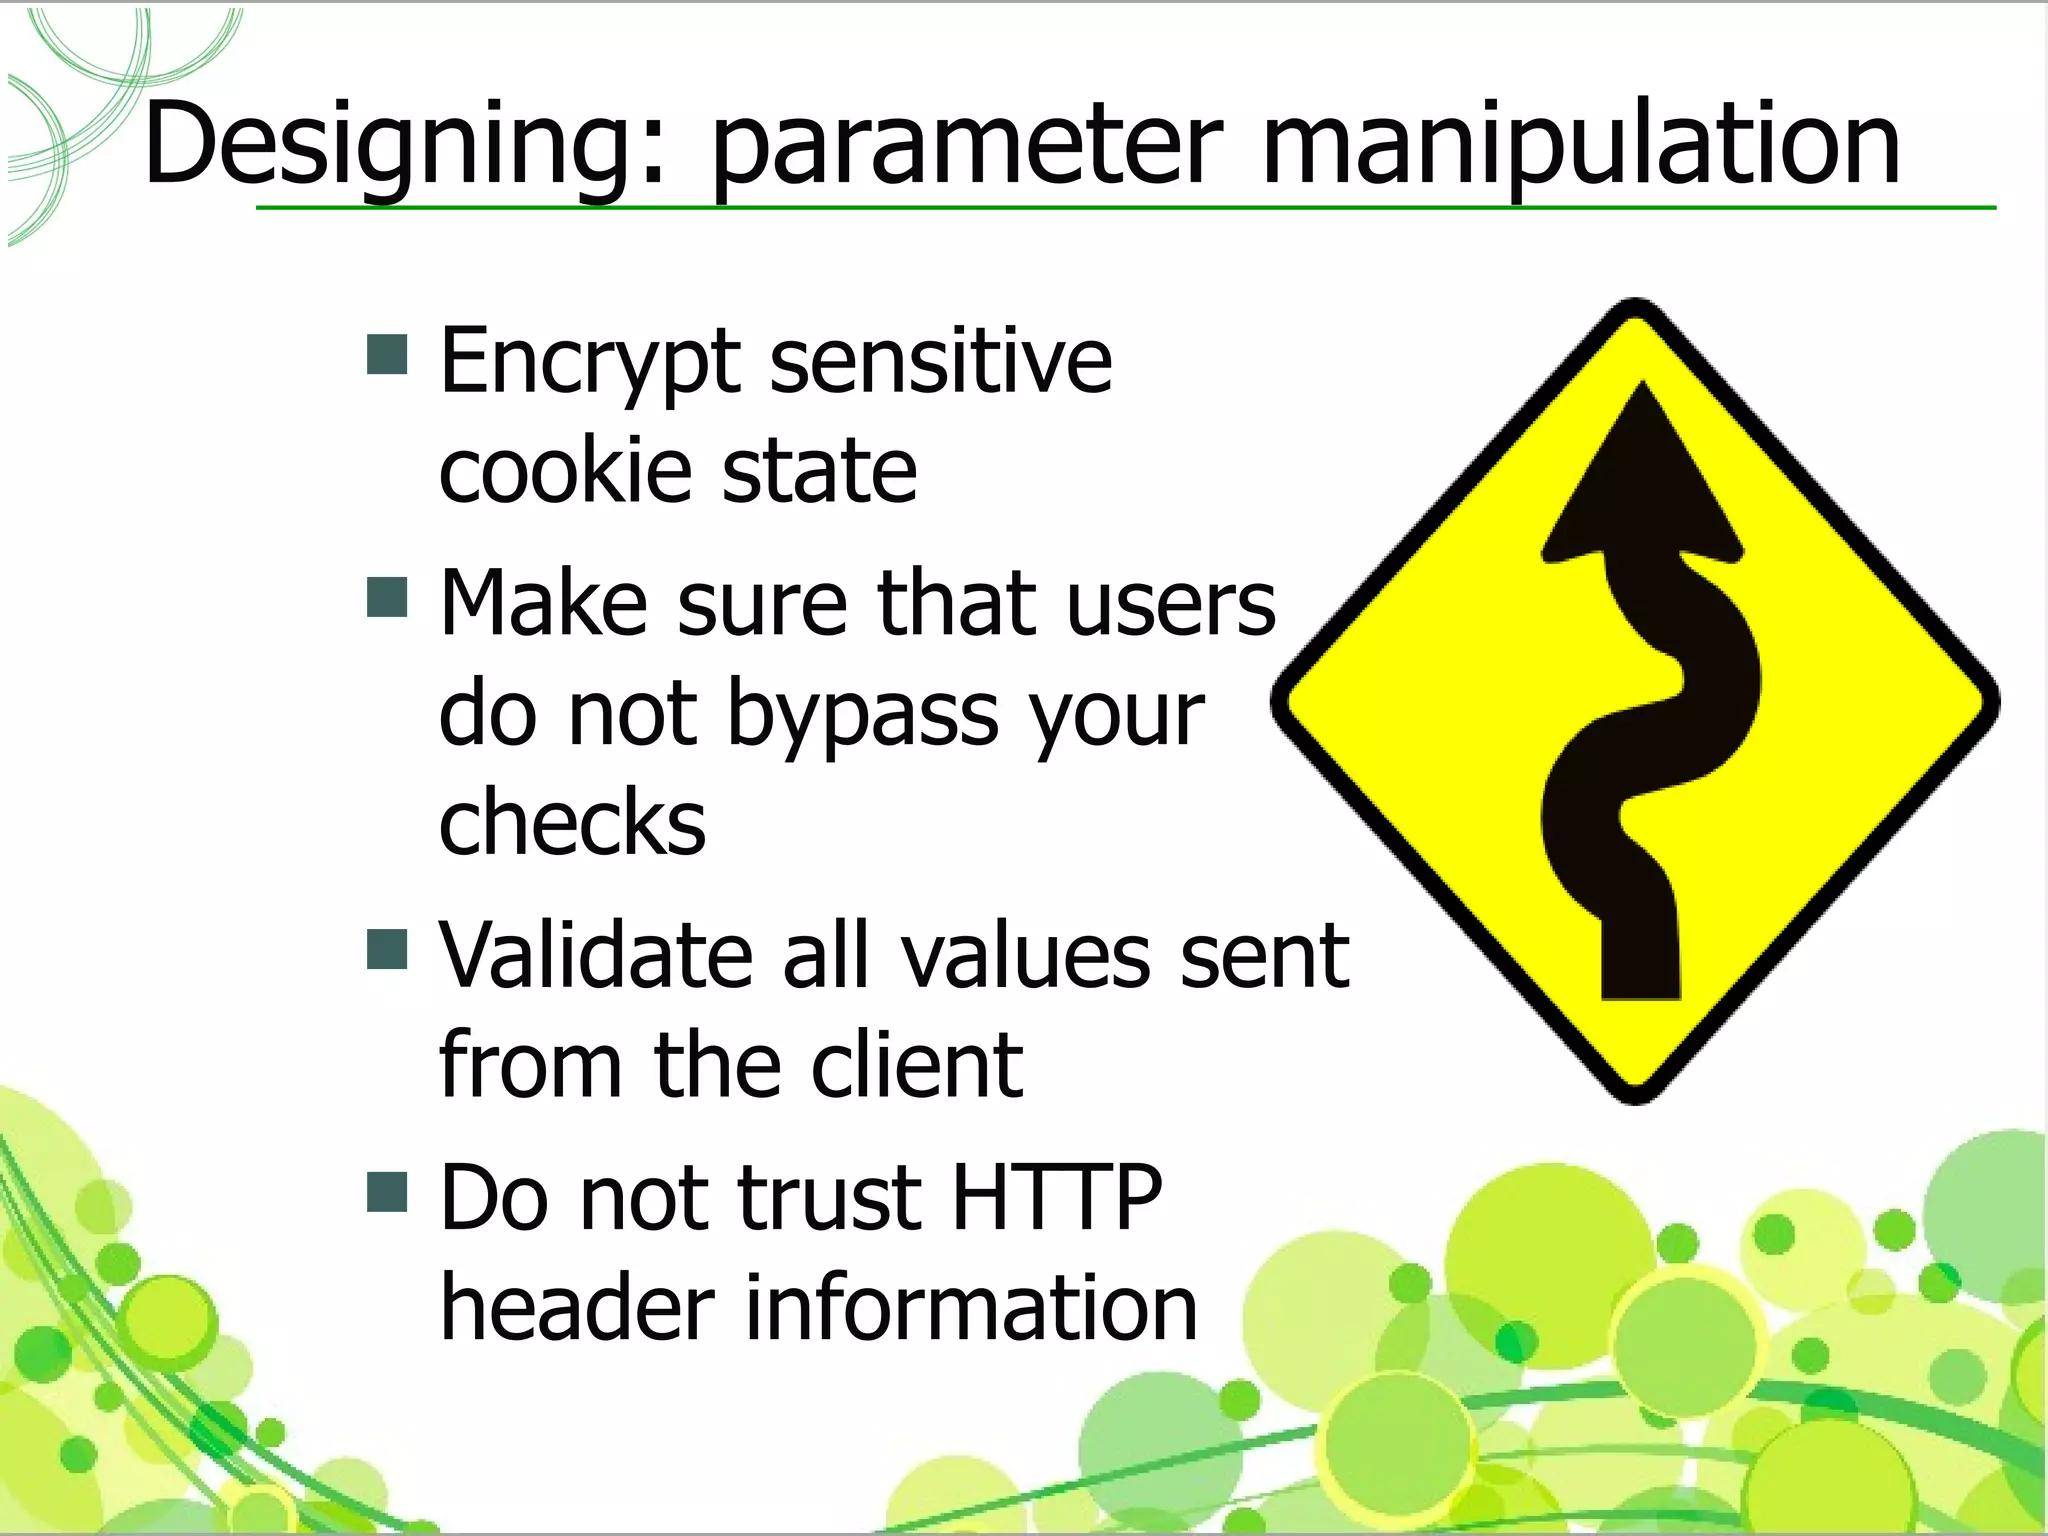 Designing: parameter manipulation
Encrypt sensitive
cookie state
Make sure that users
do not bypass your
checks
Validate all values sent
from the client
Do not trust HTTP
header information